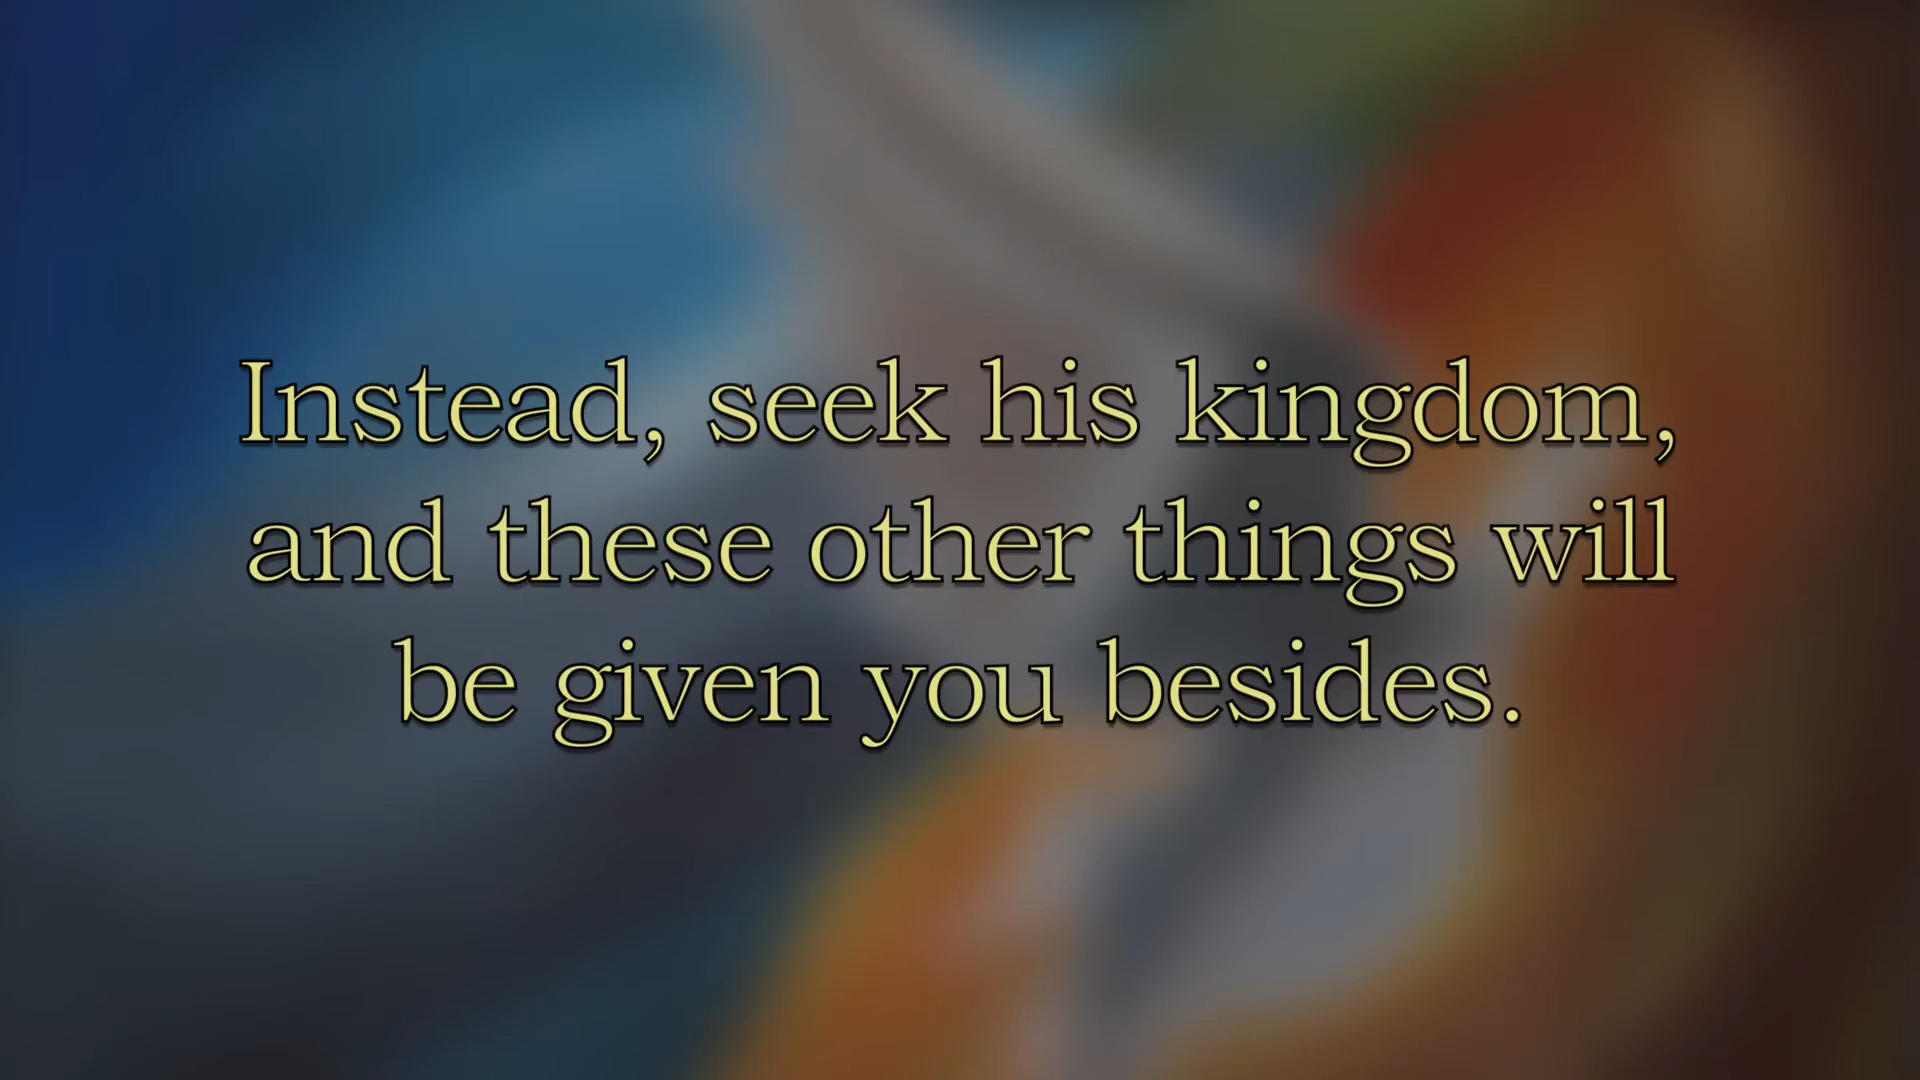 Instead, seek his kingdom,
and these other things will
be given you besides.